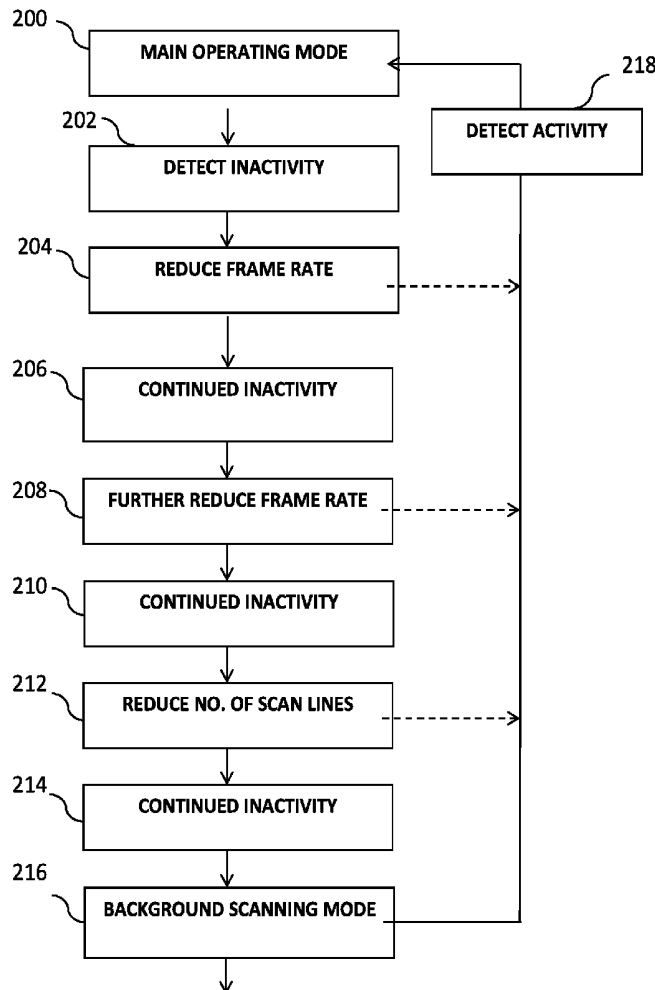 200
MAIN OPERATING MODE
218
DETECT ACTIVITY
202
DETECT INACTIVITY
204
REDUCE FRAME RATE
206
CONTINUED INACTIVITY
208
FURTHER REDUCE FRAME RATE
210
CONTINUED INACTIVITY
212
REDUCE NO. OF SCAN LINES
214
CONTINUED INACTIVITY
216
BACKGROUND SCANNING MODE